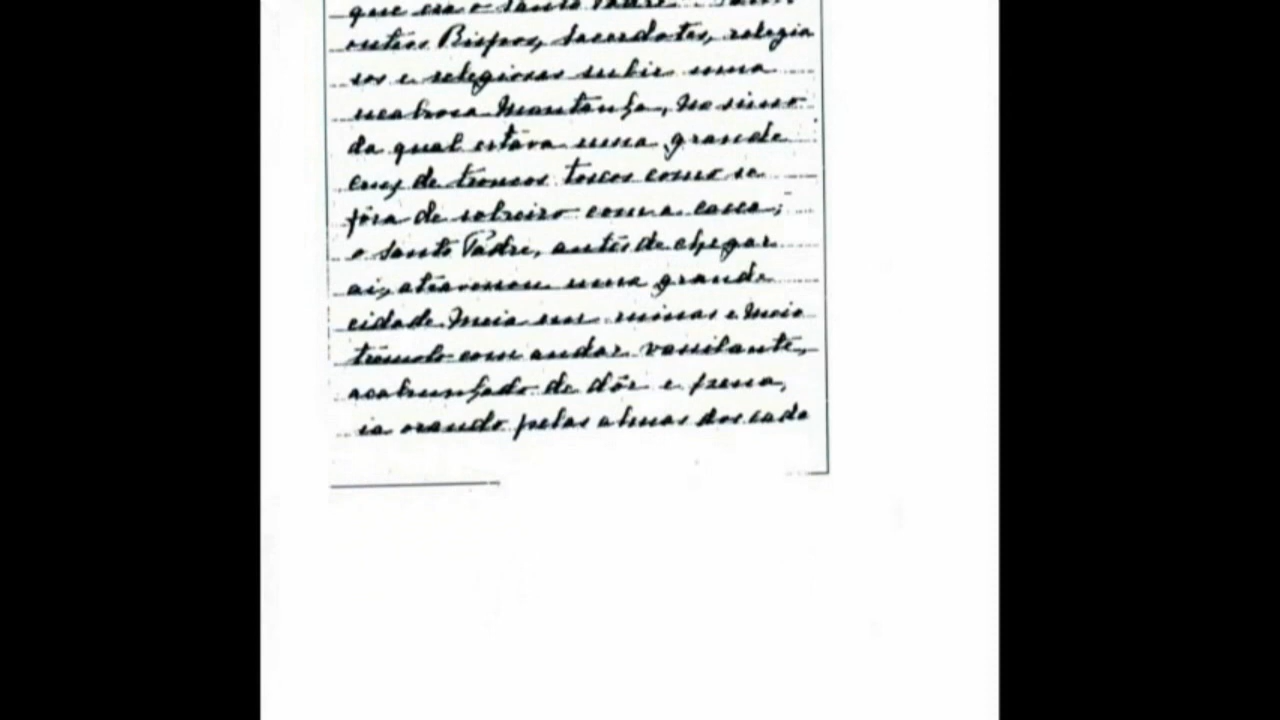 que era o Santo Padre
outros Bispos, Sacerdotes, religio
sos e religiosas subir uma
escabrosa montanha, no simo
da qual estava uma grande
cruz de troncos toscos como se
fôra de sobreiro com a casca;
o Santo Padre, antes de chegar
aí, atravessou uma grande
cidade meia em ruínas e meio
trémulo com andar vacilante,
acabrunhado de dôr e pena,
ia orando pelas almas dos cada